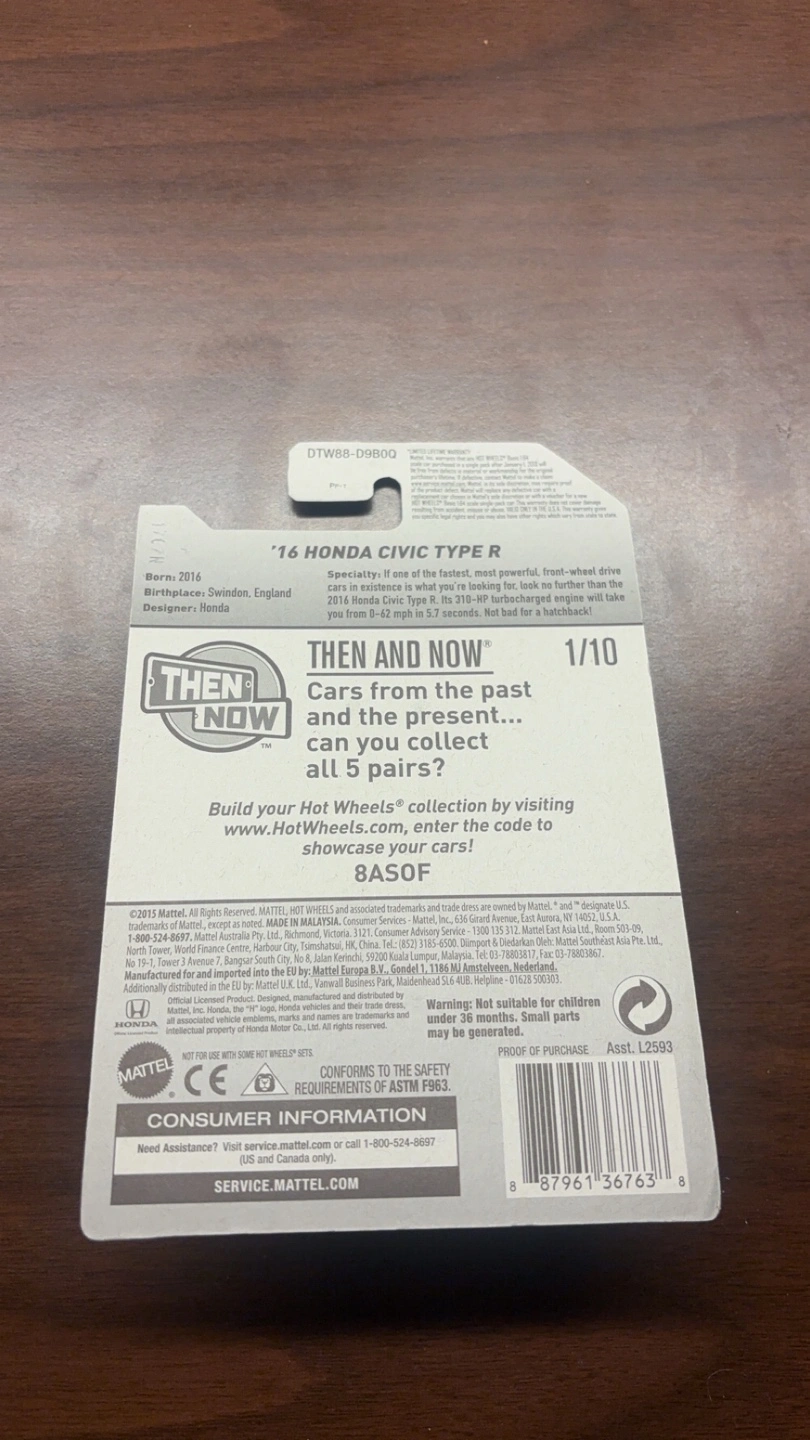 DTW88-D9B0Q
'16 HONDA CIVIC TYPE R
Born: 2016
Birthplace: Swindon, England
Designer: Honda
Specialty: If one of the fastest, most powerful, front-wheel drive
cars in existence is what you're looking for, look no further than the
2016 Honda Civic Type R. Its 310-HP turbocharged engine will take
you from 0-62 mph in 5.7 seconds. Not bad for a hatchback!
THEN
NOW
TM
THEN AND NOW®
1/10
Cars from the past
and the present...
can you collect
all 5 pairs?
Build your Hot Wheels® collection by visiting
www.HotWheels.com, enter the code to
showcase your cars!
8ASOF
©2015 Mattel. All Rights Reserved. MATTEL, HOT WHEELS and associated trademarks and trade dress are owned by Mattel. ® and ™ designate U.S.
trademarks of Mattel, except as noted. MADE IN MALAYSIA. Consumer Services - Mattel, Inc., 636 Girard Avenue, East Aurora, NY 14052, U.S.A.
1-800-524-8697. Mattel Australia Pty. Ltd., Richmond, Victoria. 3121. Consumer Advisory Service - 1300 135 312. Mattel East Asia Ltd., Room 503-09,
North Tower, World Finance Centre, Harbour City, Tsimshatsui, HK, China. Tel.: (852) 3185-6500. Diimport & Diedarkan Oleh: Mattel Southeast Asia Pte. Ltd.,
No 19-1, Tower 3 Avenue 7, Bangsar South City, No 8, Jalan Kerinchi, 59200 Kuala Lumpur, Malaysia. Tel: 03-78803817, Fax: 03-78803867.
Manufactured for and imported into the EU by: Mattel Europa B.V., Gondel 1, 1186 MJ Amstelveen, Nederland.
Additionally distributed in the EU by: Mattel U.K. Ltd., Vanwall Business Park, Maidenhead SL6 4UB. Helpline - 01628 500303.
HONDA
Official Licensed Product. Designed, manufactured and distributed by
Mattel, Inc. Honda, the "H" logo, Honda vehicles and their trade dress,
all associated vehicle emblems, marks and names are trademarks and
intellectual property of Honda Motor Co., Ltd. All rights reserved.
Warning: Not suitable for children
under 36 months. Small parts
may be generated.
MATTEL
NOT FOR USE WITH SOME HOT WHEELS® SETS.
CE
CONFORMS TO THE SAFETY
REQUIREMENTS OF ASTM F963.
PROOF OF PURCHASE Asst. L2593
CONSUMER INFORMATION
Need Assistance? Visit service.mattel.com or call 1-800-524-8697
(US and Canada only).
SERVICE.MATTEL.COM
8 87961 36763 8